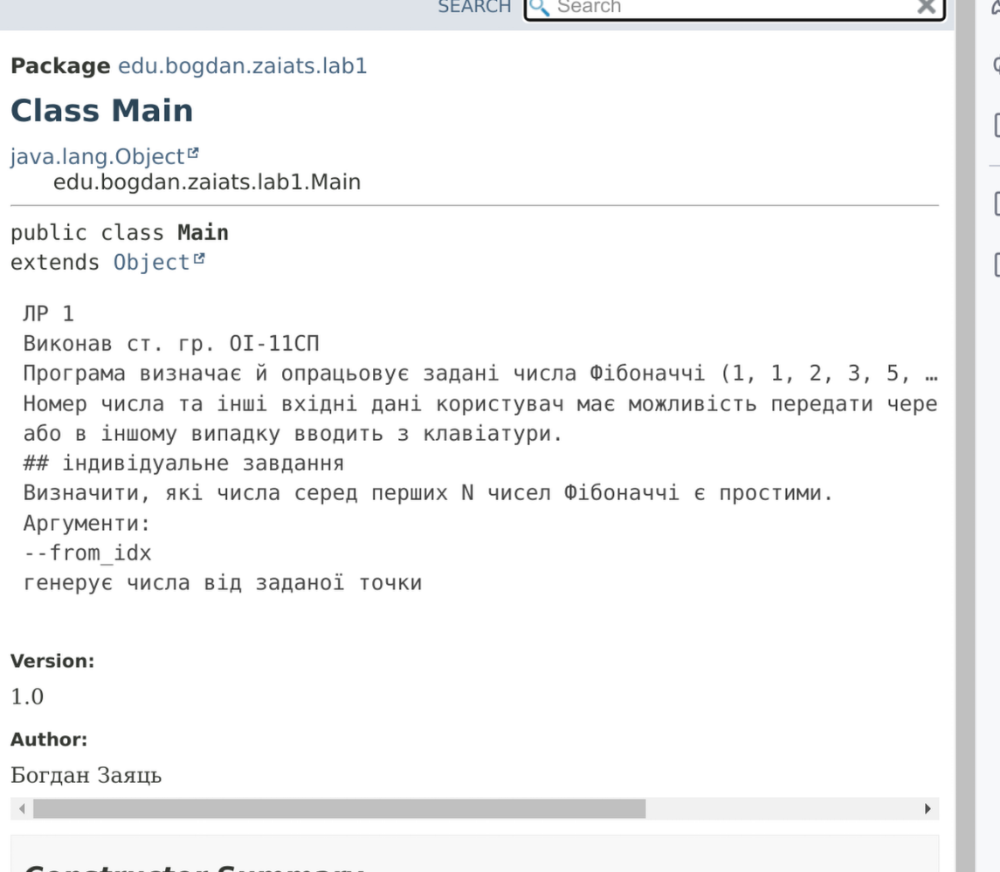 SEARCH Search
Package edu.bogdan.zaiats.lab1
Class Main
java.lang.Object
edu.bogdan.zaiats.lab1.Main
public class Main
extends Object
ЛР 1
Виконав ст. гр. ОІ-11СП
Програма визначає й опрацьовує задані числа Фібоначчі (1, 1, 2, 3, 5, …
Номер числа та інші вхідні дані користувач має можливість передати чере
або в іншому випадку вводить з клавіатури.
## індивідуальне завдання
Визначити, які числа серед перших N чисел Фібоначчі є простими.
Аргументи:
--from_idx
генерує числа від заданої точки
Version:
1.0
Author:
Богдан Заяць
Constructor Summary